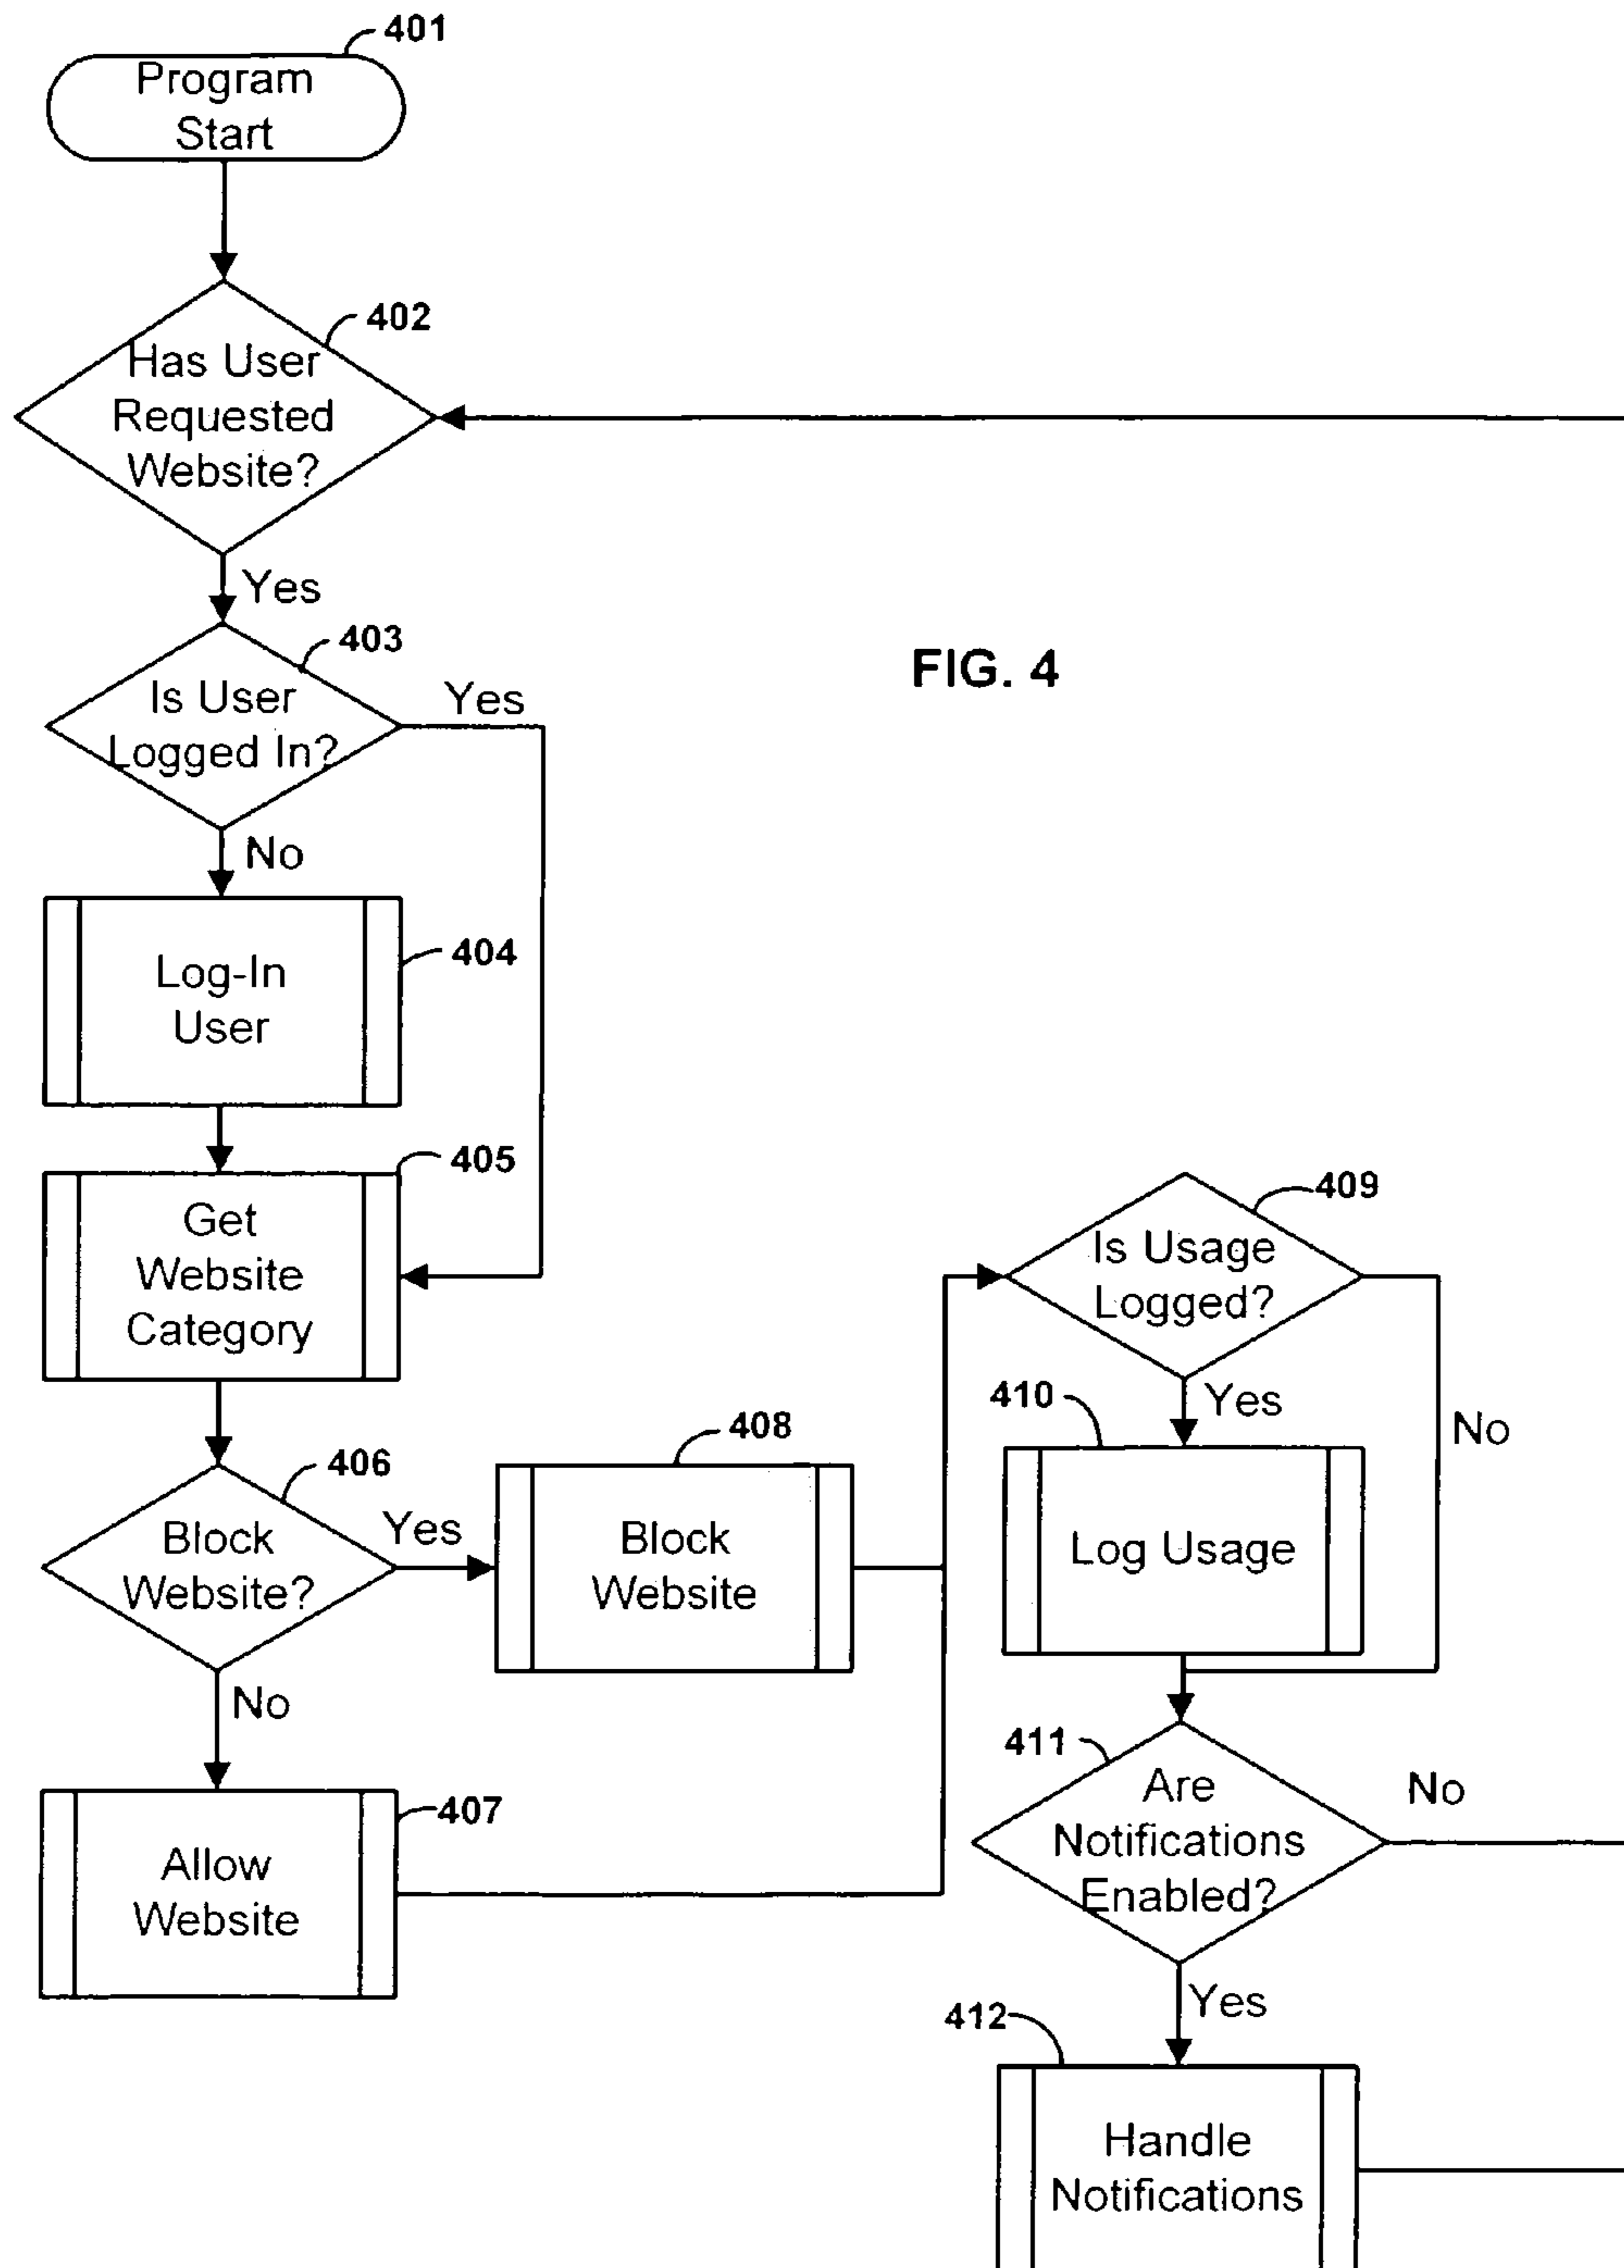 401
Program
Start
402
Has User
Requested
Website?
Yes
403
Is User
Logged In?
Yes
No
FIG. 4
404
Log-In
User
405
Get
Website
Category
406
Block
Website?
Yes
No
408
Block
Website
407
Allow
Website
409
Is Usage
Logged?
Yes
No
410
Log Usage
411
Are
Notifications
Enabled?
No
Yes
412
Handle
Notifications